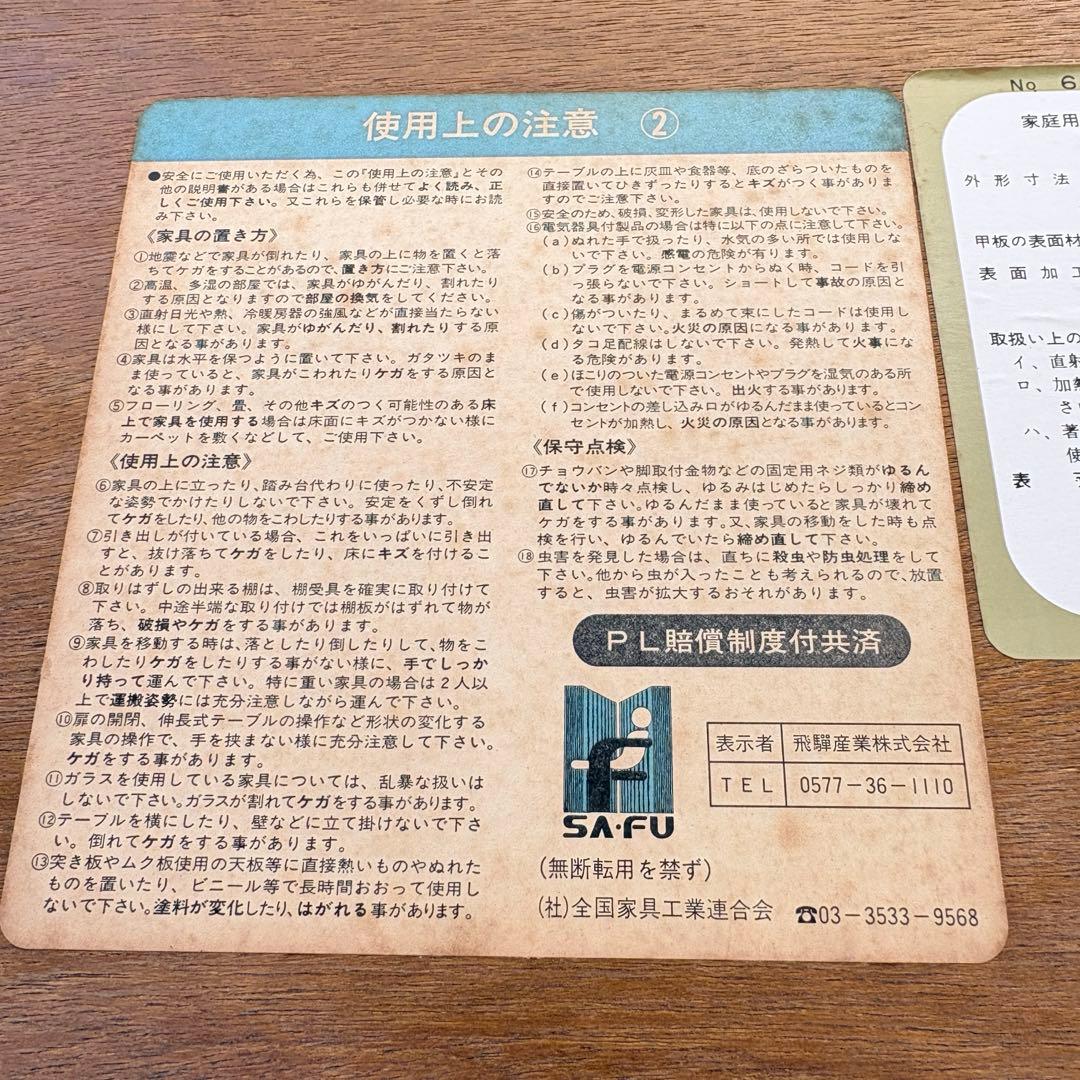 使用上の注意 ②
●安全にご使用いただく為、この「使用上の注意」とその
他の説明書がある場合はこれらも併せてよく読み、正
しくご使用下さい。又これらを保管し必要な時にお読
み下さい。
《家具の置き方》
①地震などで家具が倒れたり、家具の上に物を置くと落
ちてケガをすることがあるので、置き方にご注意下さい。
②高温、多湿の部屋では、家具がゆがんだり、割れたり
する原因となりますので部屋の換気をしてください。
③直射日光や熱、冷暖房器の強風などが直接当たらない
様にして下さい。家具がゆがんだり、割れたりする原
因となる事があります。
④家具は水平を保つように置いて下さい。ガタツキのま
ま使っていると、家具がこわれたりケガをする原因と
なる事があります。
⑤フローリング、畳、その他キズのつく可能性のある床
上で家具を使用する場合は床面にキズがつかない様に
カーペットを敷くなどして、ご使用下さい。
《使用上の注意》
⑥家具の上に立ったり、踏み台代わりに使ったり、不安定
な姿勢でかけたりしないで下さい。安定をくずし倒れ
てケガをしたり、他の物をこわしたりする事があります。
⑦引き出しが付いている場合、これをいっぱいに引き出
すと、抜け落ちてケガをしたり、床にキズを付けるこ
とがあります。
⑧取りはずしの出来る棚は、棚受具を確実に取り付けて
下さい。中途半端な取り付けでは棚板がはずれて物が
落ち、破損やケガをする事があります。
⑨家具を移動する時は、落としたり倒したりして、物をこ
わしたりケガをしたりする事がない様に、手でしっか
り持って運んで下さい。特に重い家具の場合は2人以
上で運搬姿勢には充分注意しながら運んで下さい。
⑩扉の開閉、伸長式テーブルの操作など形状の変化する
家具の操作で、手を挟まない様に充分注意して下さい。
ケガをする事があります。
⑪ガラスを使用している家具については、乱暴な扱いは
しないで下さい。ガラスが割れてケガをする事があります。
⑫テーブルを横にしたり、壁などに立て掛けないで下さ
い。倒れてケガをする事があります。
⑬突き板やムク板使用の天板等に直接熱いものやぬれた
ものを置いたり、ビニール等で長時間おおって使用し
ないで下さい。塗料が変化したり、はがれる事があります。
⑭テーブルの上に灰皿や食器等、底のざらついたものを
直接置いてひきずったりするとキズがつく事がありま
すのでご注意下さい。
⑮安全のため、破損、変形した家具は、使用しないで下さい。
⑯電気器具付製品の場合は特に以下の点に注意して下さい。
(a)ぬれた手で扱ったり、水気の多い所では使用しな
いで下さい。感電の危険が有ります。
(b)プラグを電源コンセントからぬく時、コードを引
っ張らないで下さい。ショートして事故の原因と
なる事があります。
(c)傷がついたり、まるめて束にしたコードは使用し
ないで下さい。火災の原因になる事があります。
(d)タコ足配線はしないで下さい。発熱して火事にな
る危険があります。
(e)ほこりのついた電源コンセントやプラグを湿気のある所
で使用しないで下さい。出火する事があります。
(f)コンセントの差し込み口がゆるんだまま使っているとコン
セントが加熱し、火災の原因となる事があります。
《保守点検》
⑰チョウバンや脚取付金物などの固定用ネジ類がゆるん
でないか時々点検し、ゆるみはじめたらしっかり締め
直して下さい。ゆるんだまま使っていると家具が壊れて
ケガをする事があります。又、家具の移動をした時も点
検を行い、ゆるんでいたら締め直して下さい。
⑱虫害を発見した場合は、直ちに殺虫や防虫処理をして
下さい。他から虫が入ったことも考えられるので、放置
すると、虫害が拡大するおそれがあります。
PL賠償制度付共済
SA·FU
表示者 飛騨産業株式会社
TEL 0577-36-1110
(無断転用を禁ず)
(社)全国家具工業連合会 ☎03-3533-9568
No 6
家庭用
外形寸法
甲板の表面材
表面加工
取扱い上の
イ、直射
ロ、加熱
さい
ハ、著
使
表